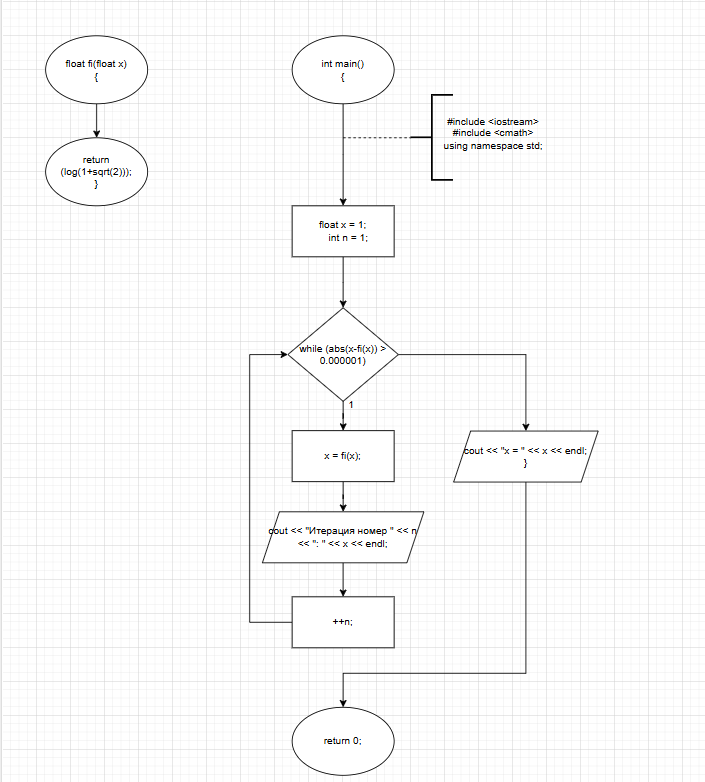 float fi(float x)
{
return
(log(1+sqrt(2)));
}
int main()
{
#include <iostream>
#include <cmath>
using namespace std;
float x = 1;
int n = 1;
while (abs(x-fi(x)) >
0.000001)
1
x = fi(x);
cout << "Итерация номер " << n
<< ": " << x << endl;
++n;
cout << "x = " << x << endl;
}
return 0;